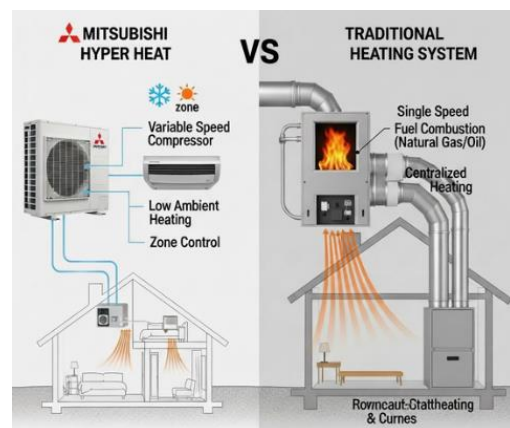 MITSUBISHI
HYPER HEAT
VS
TRADITIONAL
HEATING SYSTEM
zone
Variable Speed
Compressor
Low Ambient
Heating
Zone Control
Single Speed
Fuel Combustion
(Natural Gas/Oil)
Centralized
Heating
& Curnes